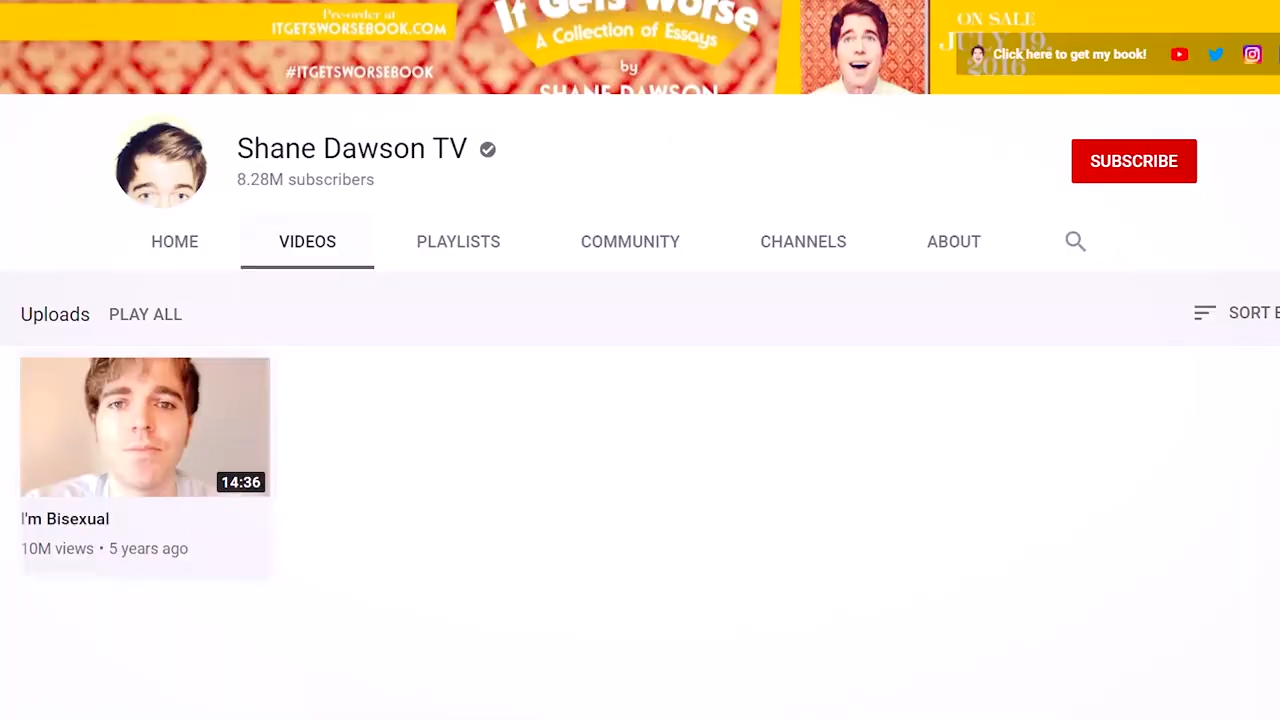 Pre-order at
ITGETSWORSEBOOK.COM
#ITGETSWORSEBOOK
It Gets Worse
A Collection of Essays
by
SHANE DAWSON
ON SALE
JULY 19,
2016
Click here to get my book!
Shane Dawson TV
8.28M subscribers
SUBSCRIBE
HOME VIDEOS PLAYLISTS COMMUNITY CHANNELS ABOUT
Uploads PLAY ALL
SORT B
14:36
I'm Bisexual
10M views • 5 years ago